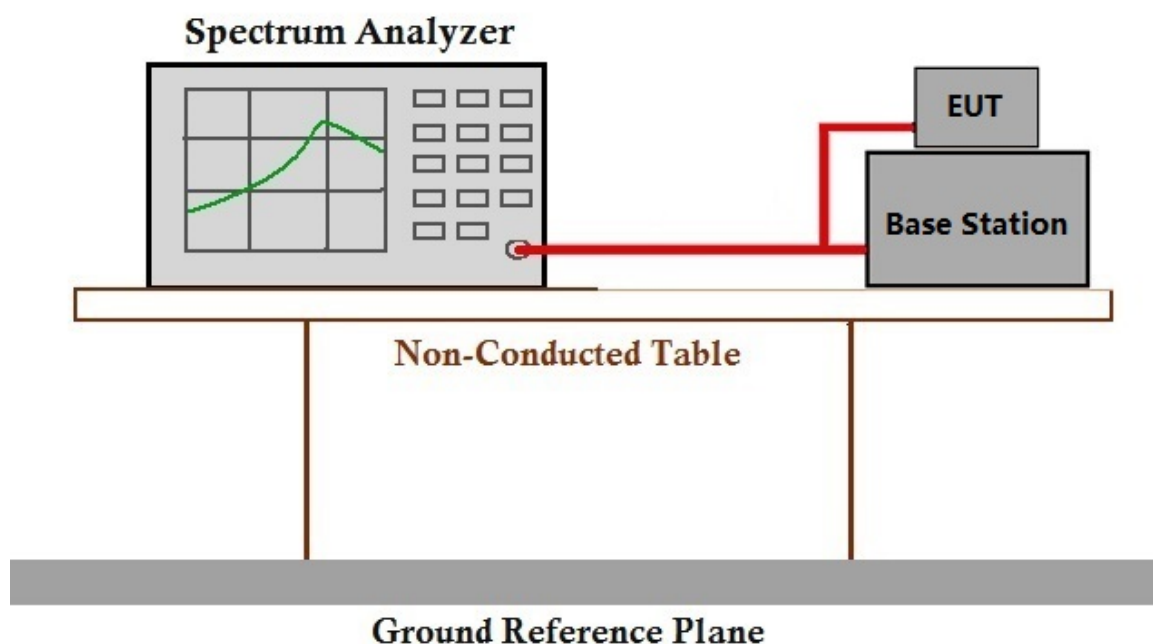 Spectrum Analyzer
EUT
Base Station
Non-Conducted Table
Ground Reference Plane